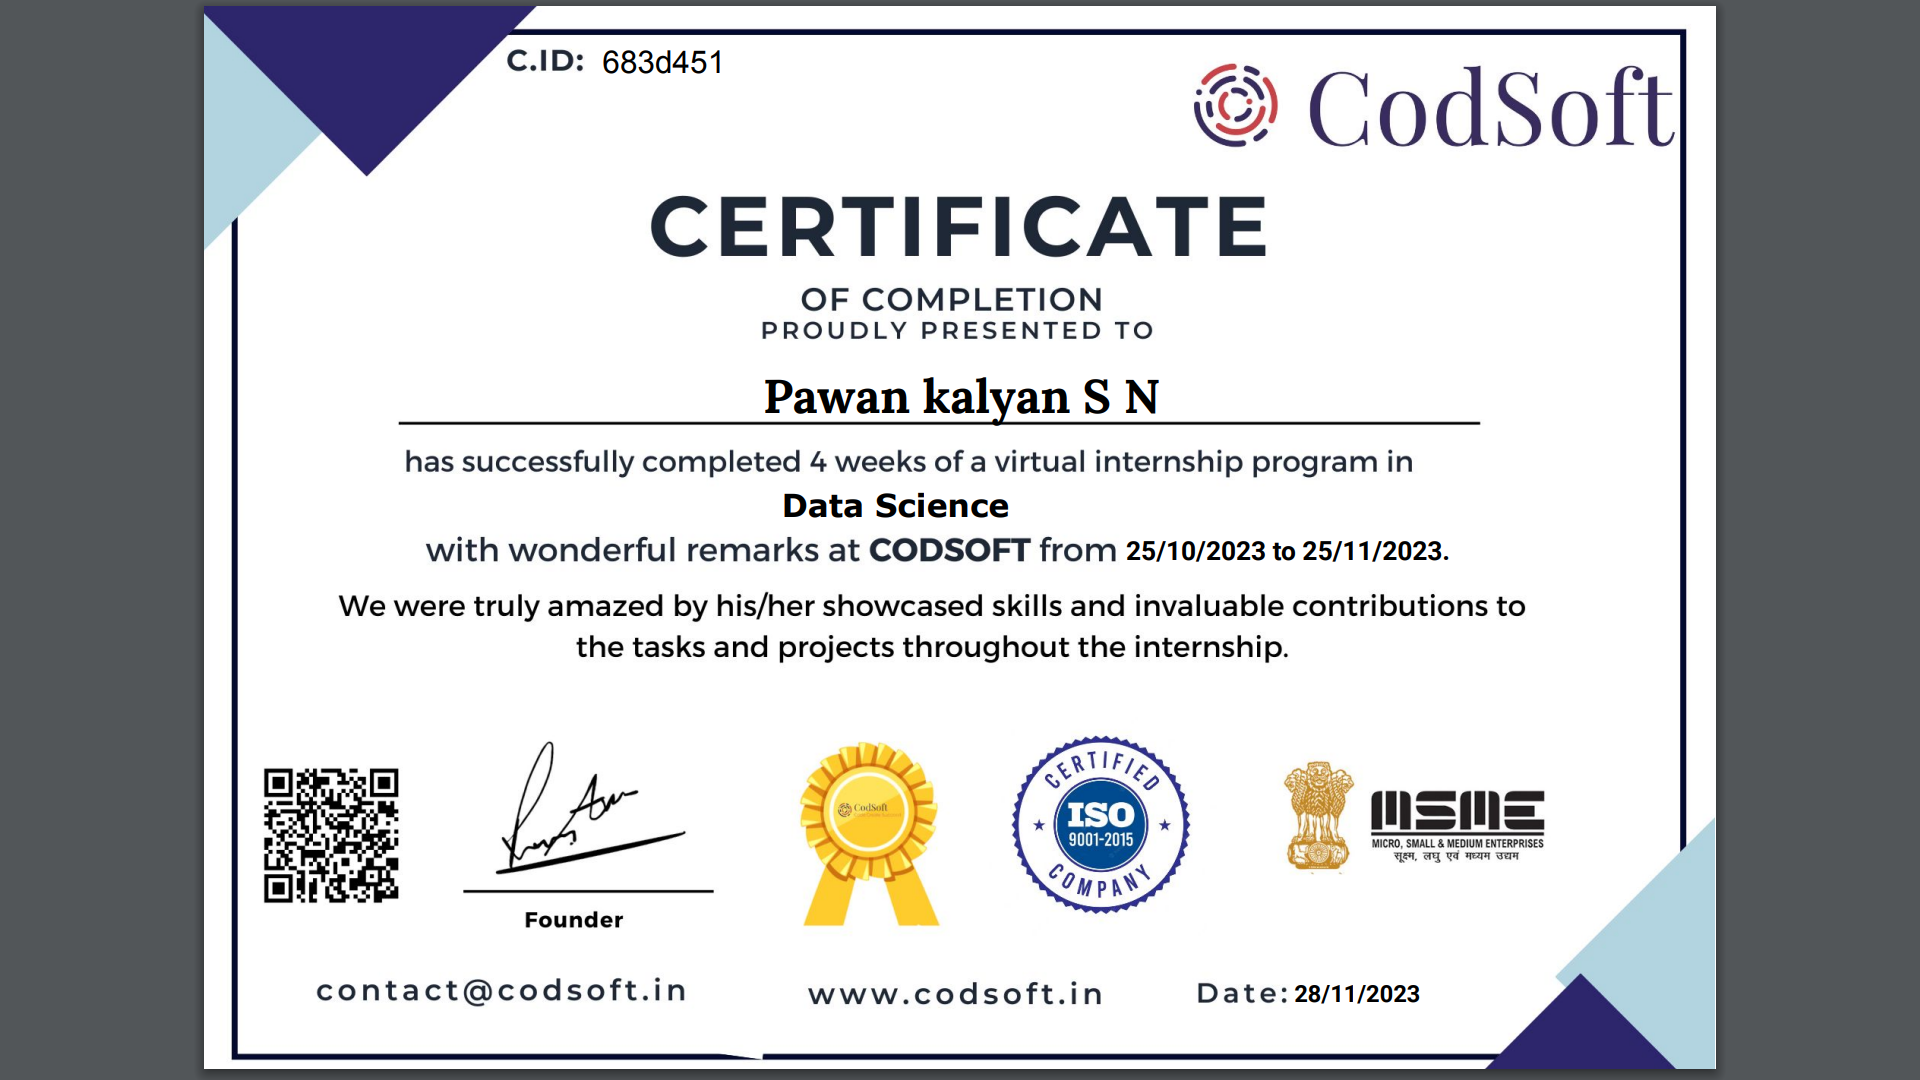 C.ID: 683d451
CodSoft
CERTIFICATE
OF COMPLETION
PROUDLY PRESENTED TO
Pawan kalyan S N
has successfully completed 4 weeks of a virtual internship program in
Data Science
with wonderful remarks at CODSOFT from 25/10/2023 to 25/11/2023.
We were truly amazed by his/her showcased skills and invaluable contributions to
the tasks and projects throughout the internship.
Founder
CodSoft
CERTIFIED
ISO
9001-2015
COMPANY
MSME
MICRO, SMALL & MEDIUM ENTERPRISES
सूक्ष्म, लघु एवं मध्यम उद्यम
contact@codsoft.in
www.codsoft.in
Date: 28/11/2023